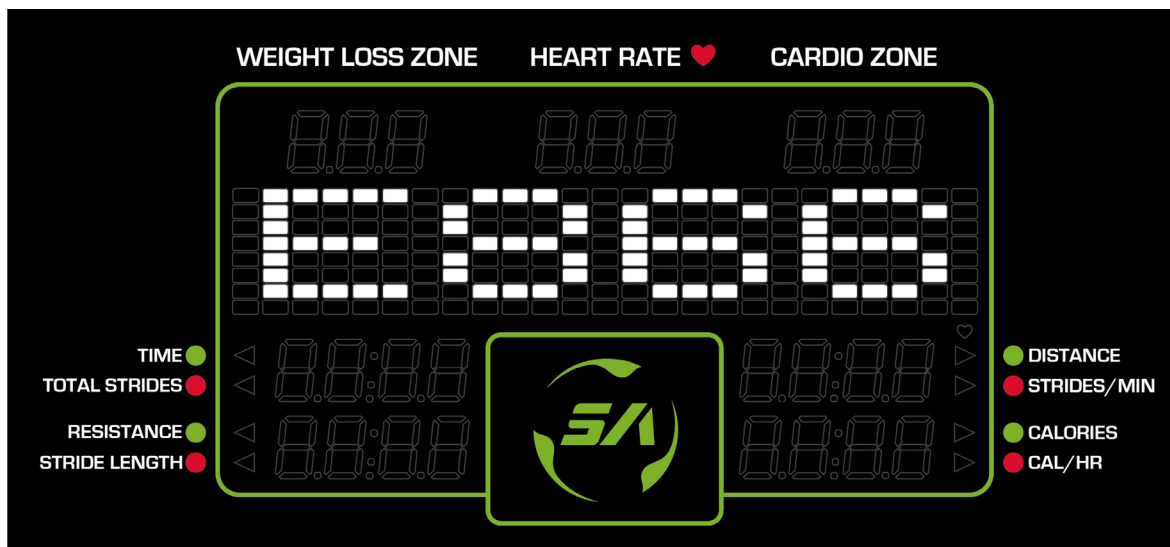 WEIGHT LOSS ZONE HEART RATE CARDIO ZONE
E866
TIME
TOTAL STRIDES
RESISTANCE
STRIDE LENGTH
SA
DISTANCE
STRIDES/MIN
CALORIES
CAL/HR